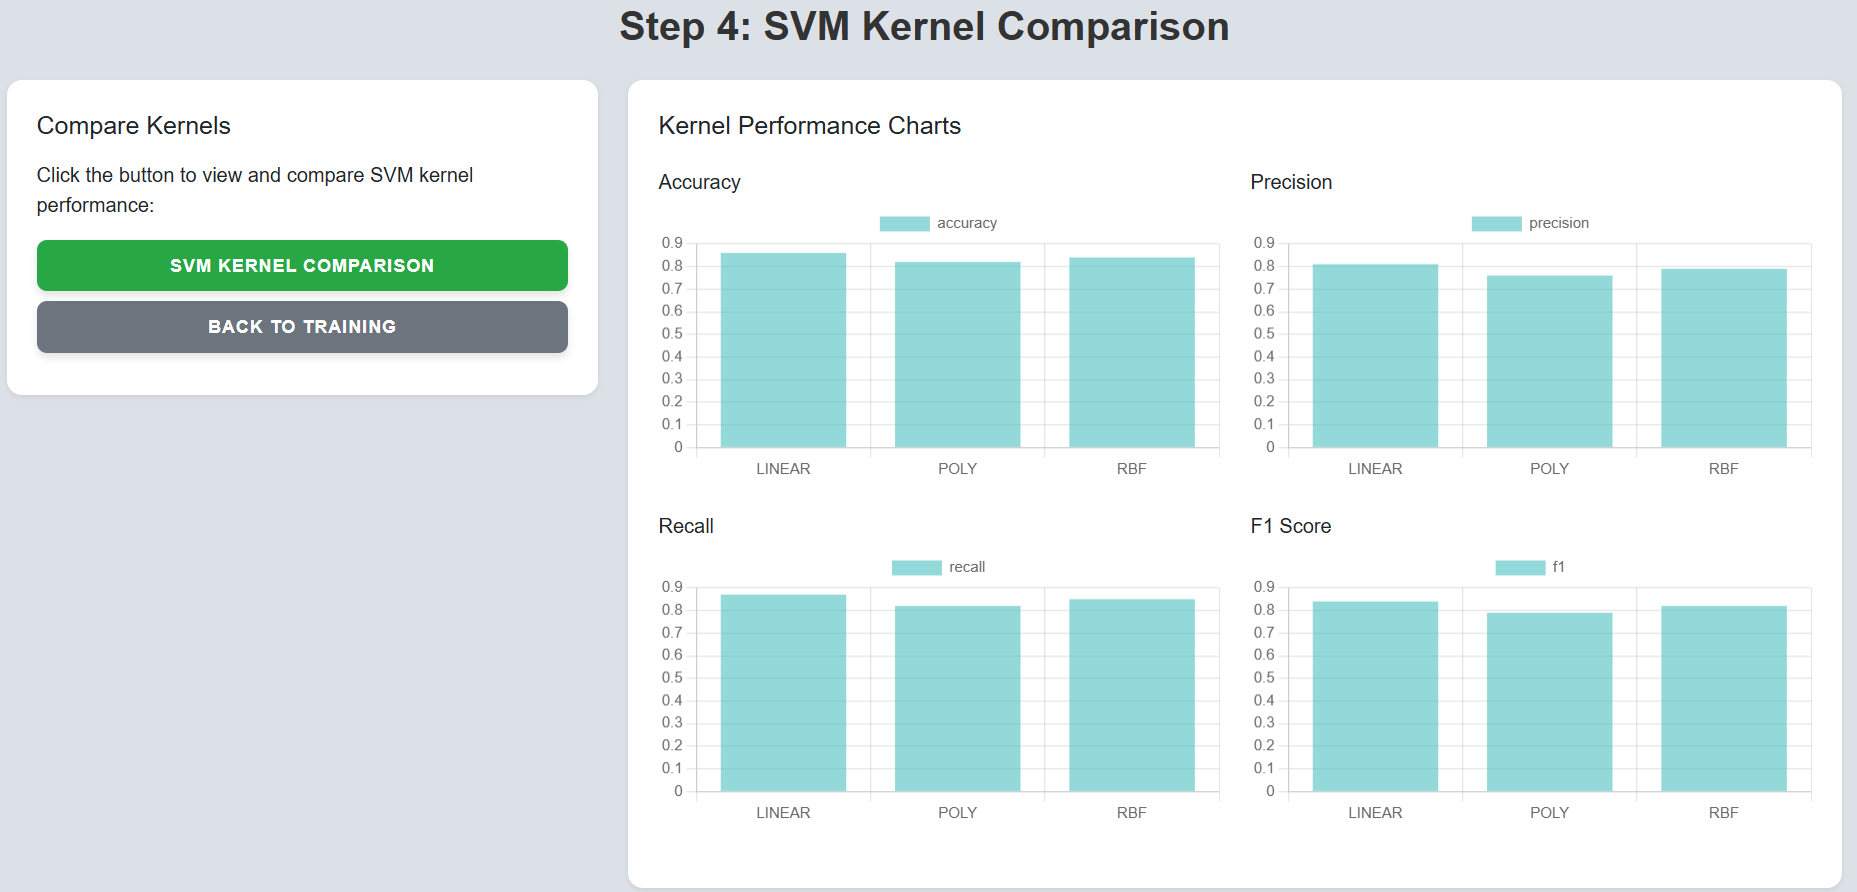 Step 4: SVM Kernel Comparison
Compare Kernels
Click the button to view and compare SVM kernel
performance:
SVM KERNEL COMPARISON
BACK TO TRAINING
Kernel Performance Charts
Accuracy
accuracy
0.9
0.8
0.7
0.6
0.5
0.4
0.3
0.2
0.1
0
LINEAR POLY RBF
Precision
precision
0.9
0.8
0.7
0.6
0.5
0.4
0.3
0.2
0.1
0
LINEAR POLY RBF
Recall
recall
0.9
0.8
0.7
0.6
0.5
0.4
0.3
0.2
0.1
0
LINEAR POLY RBF
F1 Score
f1
0.9
0.8
0.7
0.6
0.5
0.4
0.3
0.2
0.1
0
LINEAR POLY RBF